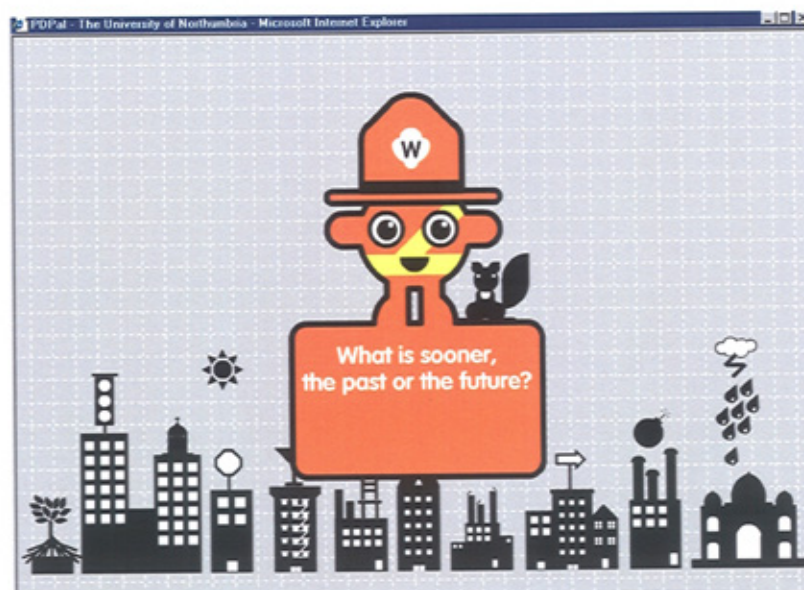 PDPal - The University of Northumbria - Microsoft Internet Explorer
W
What is sooner,
the past or the future?